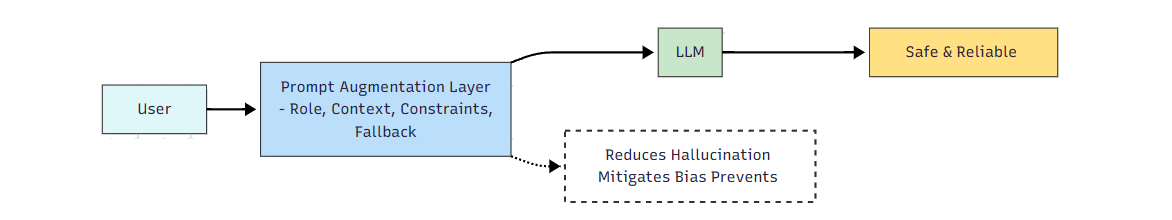 User
Prompt Augmentation Layer
- Role, Context, Constraints,
Fallback
LLM
Safe & Reliable
Reduces Hallucination
Mitigates Bias Prevents